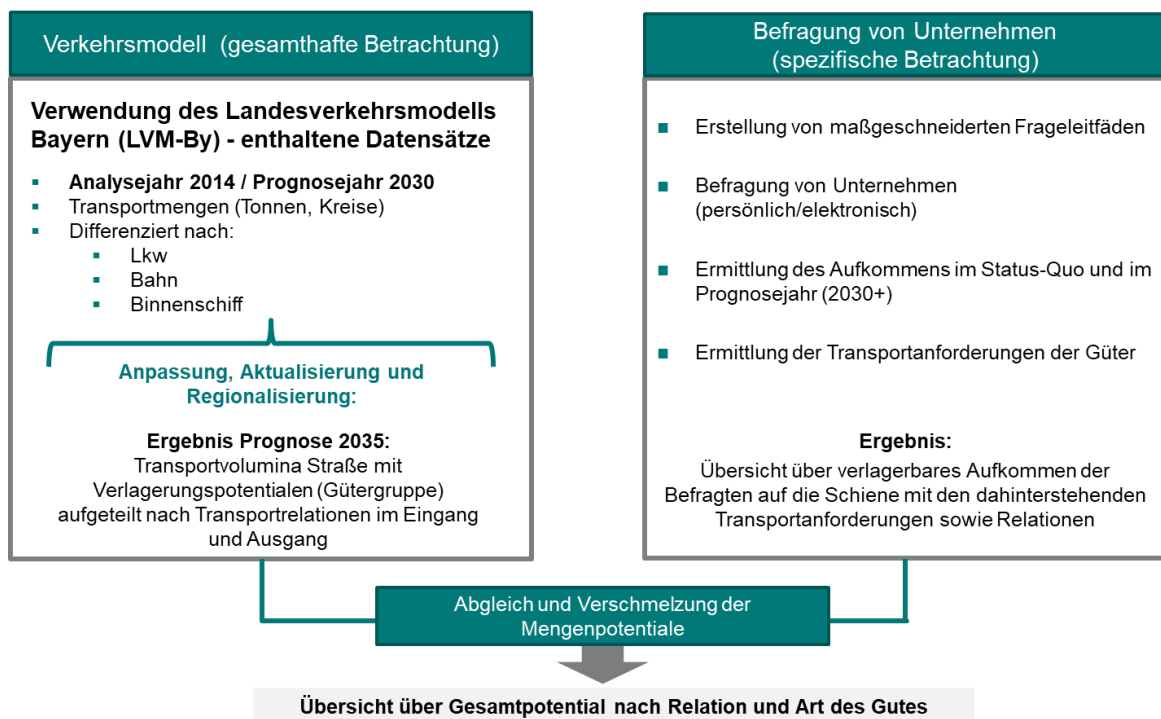 Verkehrsmodell (gesamthafte Betrachtung)
Verwendung des Landesverkehrsmodells
Bayern (LVM-By) - enthaltene Datensätze
Analysejahr 2014 / Prognosejahr 2030
Transportmengen (Tonnen, Kreise)
Differenziert nach:
Lkw
Bahn
Binnenschiff
Anpassung, Aktualisierung und
Regionalisierung:
Ergebnis Prognose 2035:
Transportvolumina Straße mit
Verlagerungspotentialen (Gütergruppe)
aufgeteilt nach Transportrelationen im Eingang
und Ausgang
Befragung von Unternehmen
(spezifische Betrachtung)
Erstellung von maßgeschneiderten Frageleitfäden
Befragung von Unternehmen
(persönlich/elektronisch)
Ermittlung des Aufkommens im Status-Quo und im
Prognosejahr (2030+)
Ermittlung der Transportanforderungen der Güter
Ergebnis:
Übersicht über verlagerbares Aufkommen der
Befragten auf die Schiene mit den dahinterstehenden
Transportanforderungen sowie Relationen
Abgleich und Verschmelzung der
Mengenpotentiale
Übersicht über Gesamtpotential nach Relation und Art des Gutes